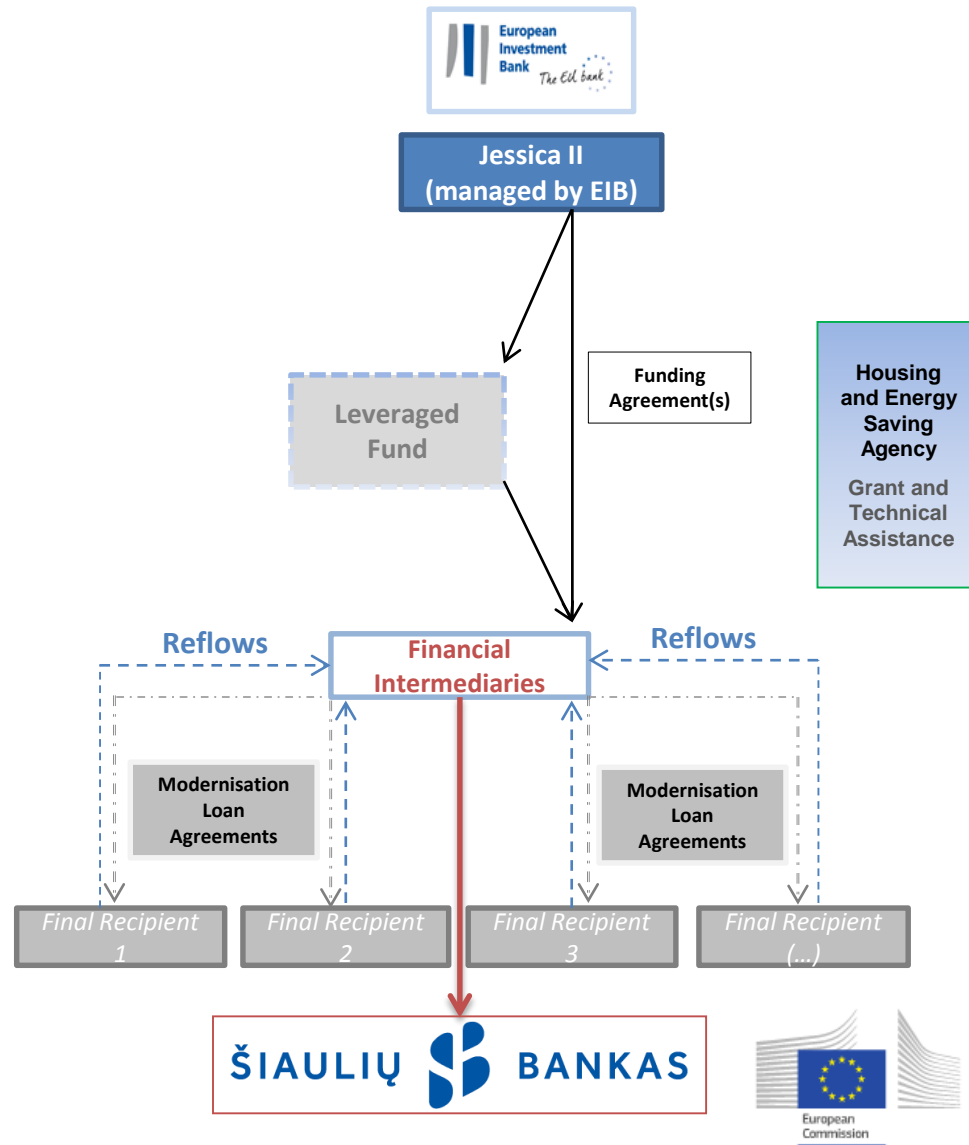 European
Investment
Bank
The EU bank
Jessica II
(managed by EIB)
Leveraged
Fund
Funding
Agreement(s)
Housing
and Energy
Saving
Agency
Grant and
Technical
Assistance
Reflows
Financial
Intermediaries
Reflows
Modernisation
Loan
Agreements
Modernisation
Loan
Agreements
Final Recipient
1
Final Recipient
2
Final Recipient
3
Final Recipient
(...)
ŠIAULIŲ BANKAS
European
Commission